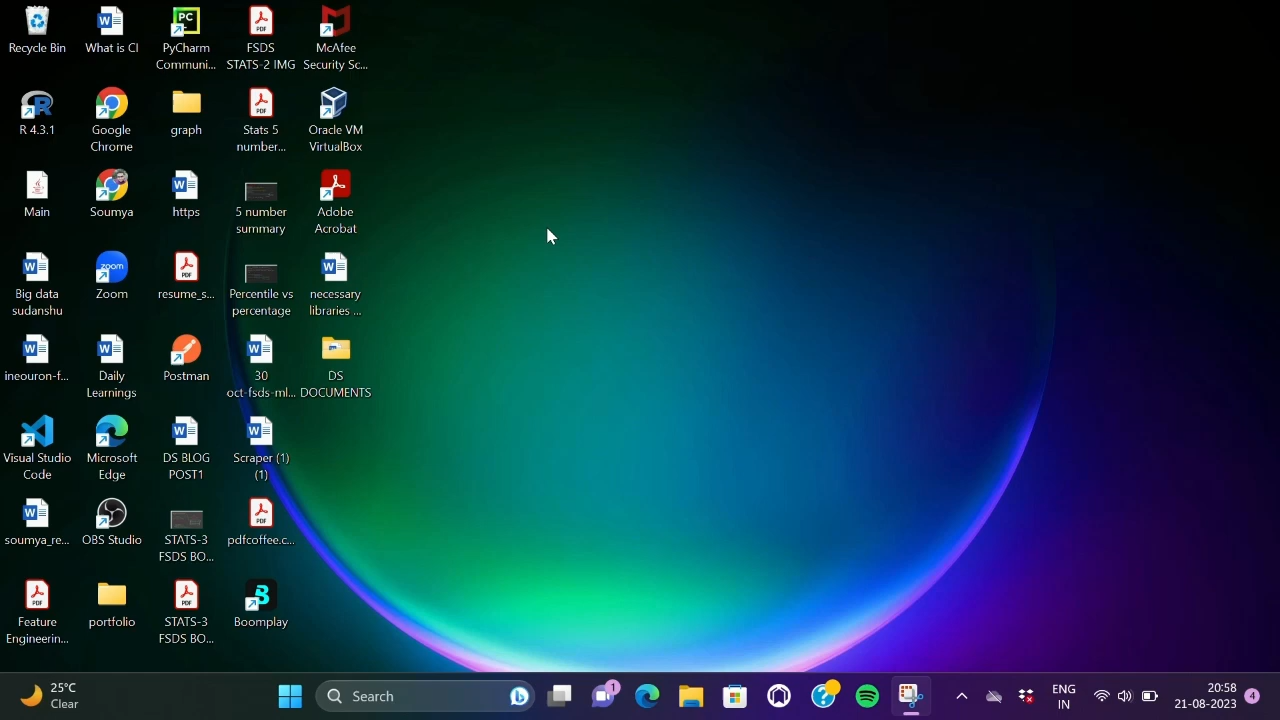 Recycle Bin
What is CI
PyCharm
Communi...
FSDS
STATS-2 IMG
McAfee
Security Sc...
R 4.3.1
Google
Chrome
graph
Stats 5
number...
Oracle VM
VirtualBox
Main
Soumya
https
5 number
summary
Adobe
Acrobat
Big data
sudanshu
Zoom
resume_s...
Percentile vs
percentage
necessary
libraries ...
ineouron-f...
Daily
Learnings
Postman
30
oct-fsds-ml...
DS
DOCUMENTS
Visual Studio
Code
Microsoft
Edge
DS BLOG
POST1
Scraper (1)
(1)
soumya_re...
OBS Studio
STATS-3
FSDS BO...
pdfcoffee.c...
Feature
Engineerin...
portfolio
STATS-3
FSDS BO...
Boomplay
25°C
Clear
Search
1
ENG
IN
20:58
21-08-2023
4